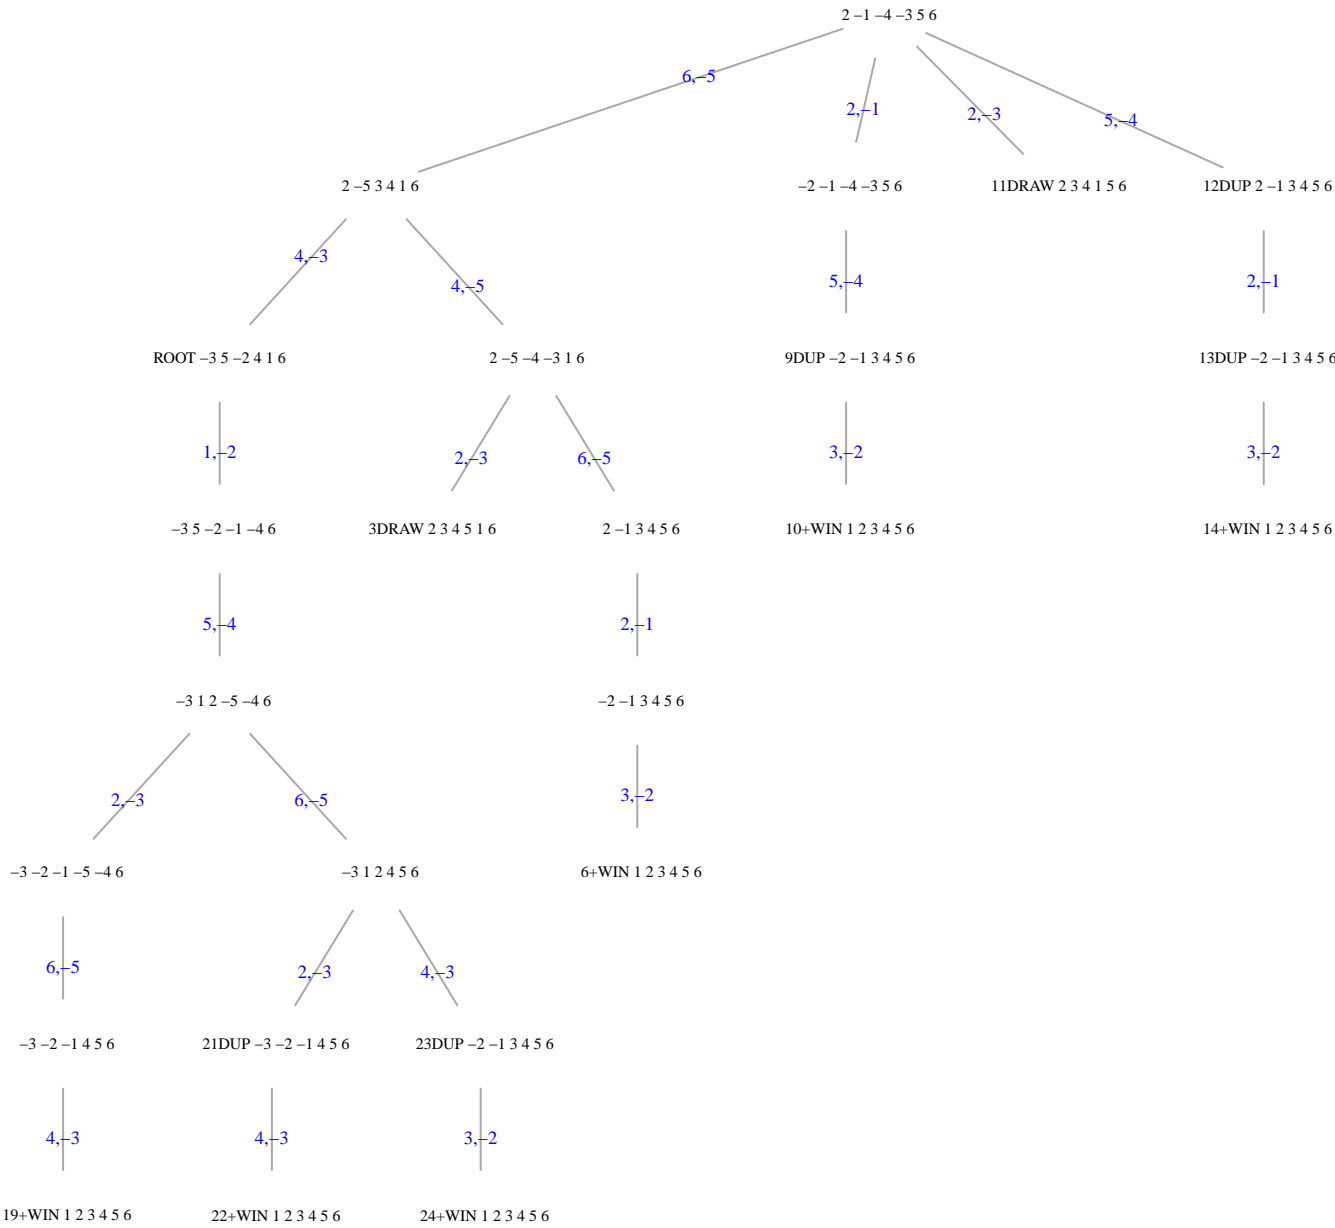 2 –1 –4 –3 5 6
6,–5
2,–1
2,–3
5,–4
2 –5 3 4 1 6
–2 –1 –4 –3 5 6
11DRAW 2 3 4 1 5 6
12DUP 2 –1 3 4 5 6
4,–3
4,–5
5,–4
2,–1
ROOT –3 5 –2 4 1 6
2 –5 –4 –3 1 6
9DUP –2 –1 3 4 5 6
13DUP –2 –1 3 4 5 6
1,–2
2,–3
6,–5
3,–2
3,–2
–3 5 –2 –1 –4 6
3DRAW 2 3 4 5 1 6
2 –1 3 4 5 6
10+WIN 1 2 3 4 5 6
14+WIN 1 2 3 4 5 6
5,–4
2,–1
–3 1 2 –5 –4 6
–2 –1 3 4 5 6
2,–3
6,–5
3,–2
–3 –2 –1 –5 –4 6
–3 1 2 4 5 6
6+WIN 1 2 3 4 5 6
6,–5
2,–3
4,–3
–3 –2 –1 4 5 6
21DUP –3 –2 –1 4 5 6
23DUP –2 –1 3 4 5 6
4,–3
4,–3
3,–2
19+WIN 1 2 3 4 5 6
22+WIN 1 2 3 4 5 6
24+WIN 1 2 3 4 5 6